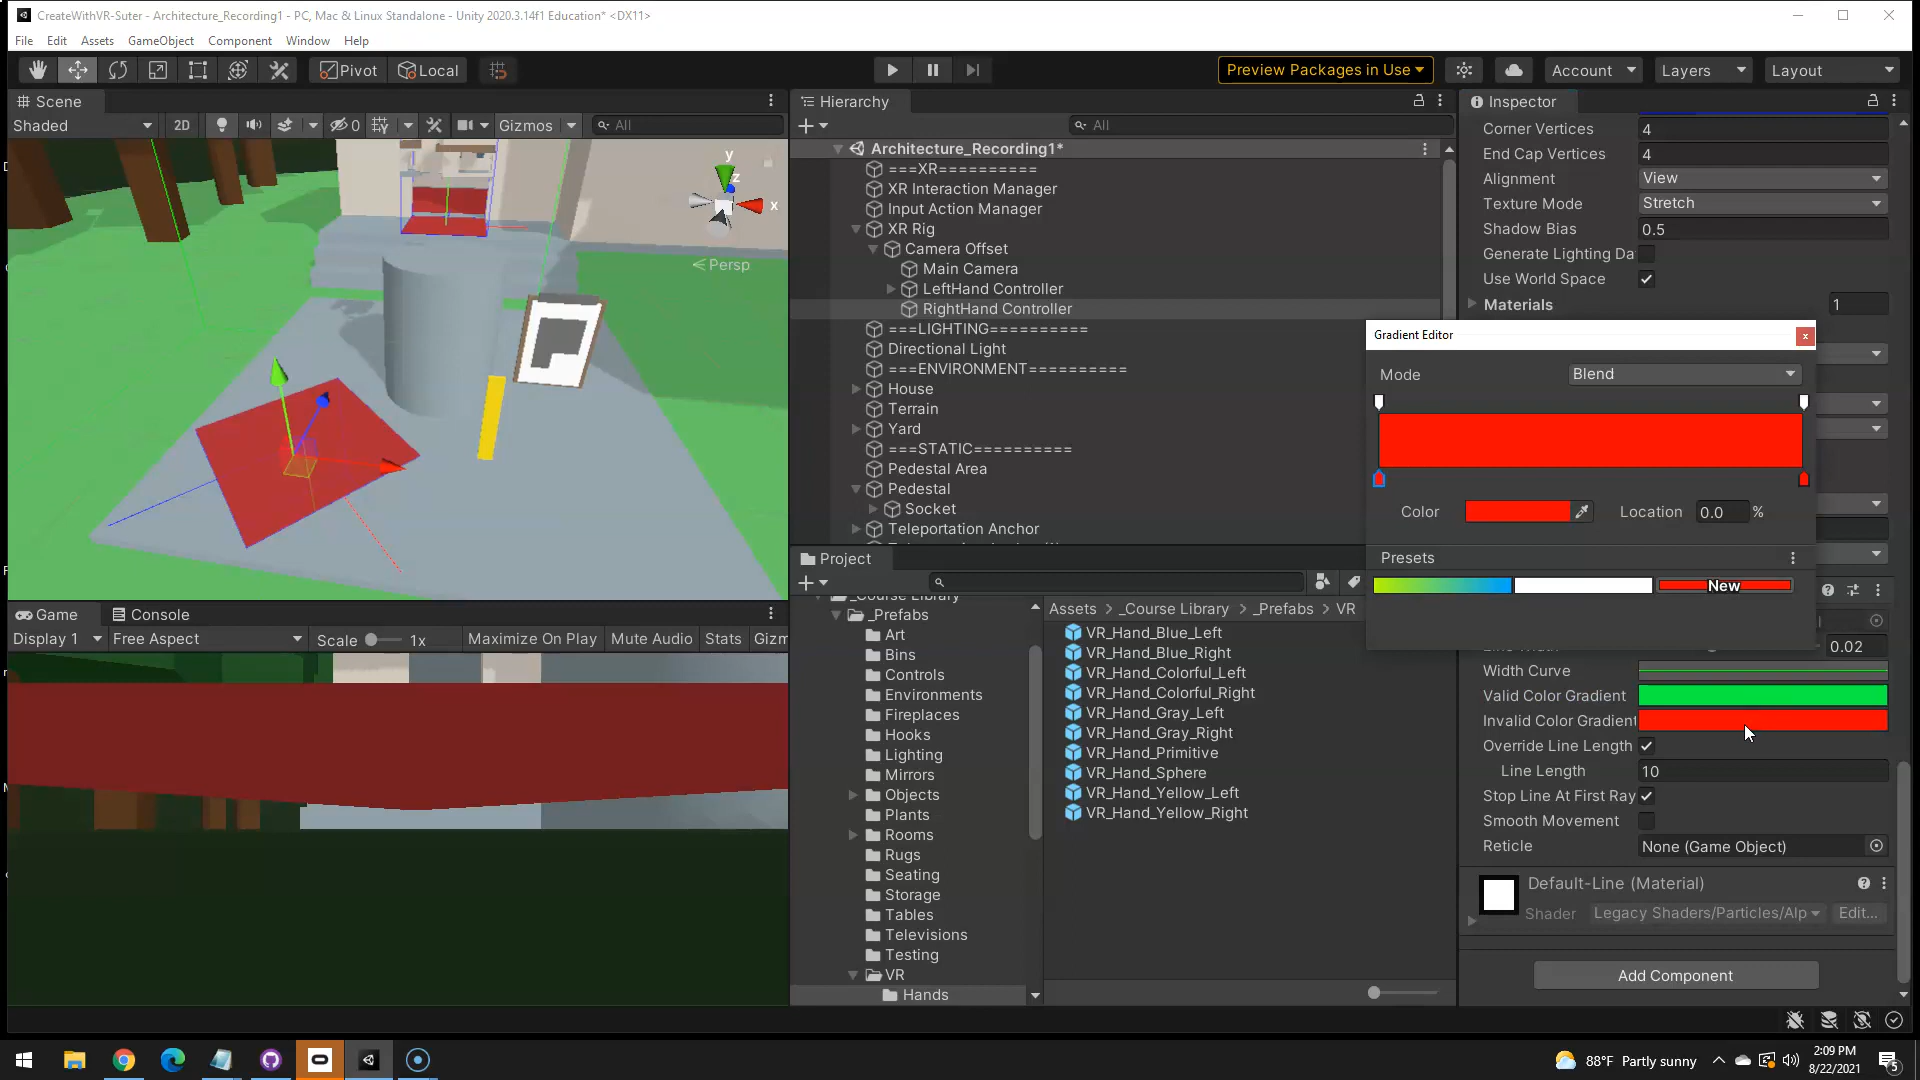 CreateWithVR-Suter - Architecture_Recording1 - PC, Mac & Linux Standalone - Unity 2020.3.14f1 Education* <DX11>
File Edit Assets GameObject Component Window Help
Pivot Local Preview Packages in Use Account Layers Layout
Scene
Shaded 2D 0 Gizmos All
y
z
x
Persp
Hierarchy
All
Architecture_Recording1*
===XR==========
XR Interaction Manager
Input Action Manager
XR Rig
Camera Offset
Main Camera
LeftHand Controller
RightHand Controller
===LIGHTING==========
Directional Light
===ENVIRONMENT==========
House
Terrain
Yard
===STATIC==========
Pedestal Area
Pedestal
Socket
Teleportation Anchor
Inspector
Corner Vertices 4
End Cap Vertices 4
Alignment View
Texture Mode Stretch
Shadow Bias 0.5
Generate Lighting Da
Use World Space
Materials 1
Gradient Editor
Mode Blend
Color Location 0.0 %
Presets
New
0.02
Width Curve
Valid Color Gradient
Invalid Color Gradient
Override Line Length
Line Length 10
Stop Line At First Ray
Smooth Movement
Reticle None (Game Object)
Default-Line (Material)
Shader Legacy Shaders/Particles/Alp Edit...
Add Component
Game Console
Display 1 Free Aspect Scale 1x Maximize On Play Mute Audio Stats Gizm
Project
_Course Library
_Prefabs
Art
Bins
Controls
Environments
Fireplaces
Hooks
Lighting
Mirrors
Objects
Plants
Rooms
Rugs
Seating
Storage
Tables
Televisions
Testing
VR
Hands
Assets > _Course Library > _Prefabs > VR
VR_Hand_Blue_Left
VR_Hand_Blue_Right
VR_Hand_Colorful_Left
VR_Hand_Colorful_Right
VR_Hand_Gray_Left
VR_Hand_Gray_Right
VR_Hand_Primitive
VR_Hand_Sphere
VR_Hand_Yellow_Left
VR_Hand_Yellow_Right
88°F Partly sunny
2:09 PM
8/22/2021
5